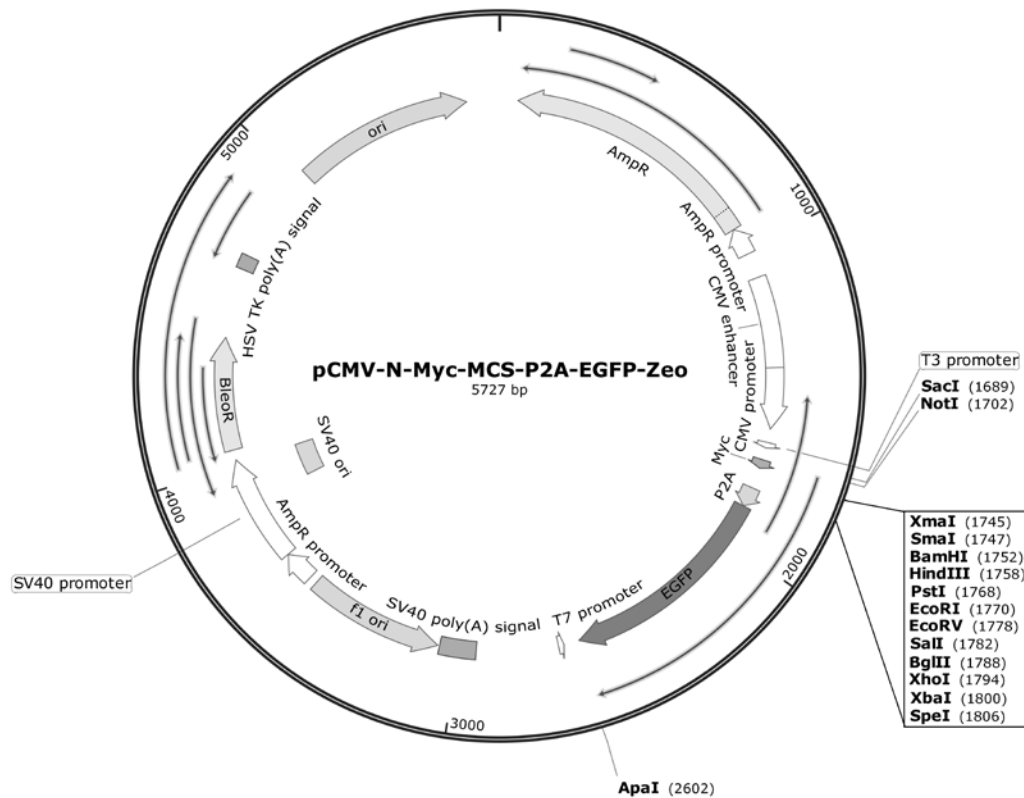 5000
ori
AmpR
1000
AmpR promoter
CMV enhancer
CMV promoter
HSV TK poly(A) signal
pCMV-N-Myc-MCS-P2A-EGFP-Zeo
5727 bp
T3 promoter
SacI (1689)
NotI (1702)
BleoR
SV40 ori
Myc
P2A
4000
XmaI (1745)
SmaI (1747)
BamHI (1752)
HindIII (1758)
PstI (1768)
EcoRI (1770)
EcoRV (1778)
SalI (1782)
BglII (1788)
XhoI (1794)
XbaI (1800)
SpeI (1806)
2000
SV40 promoter
AmpR promoter
f1 ori
SV40 poly(A) signal
T7 promoter
EGFP
3000
ApaI (2602)